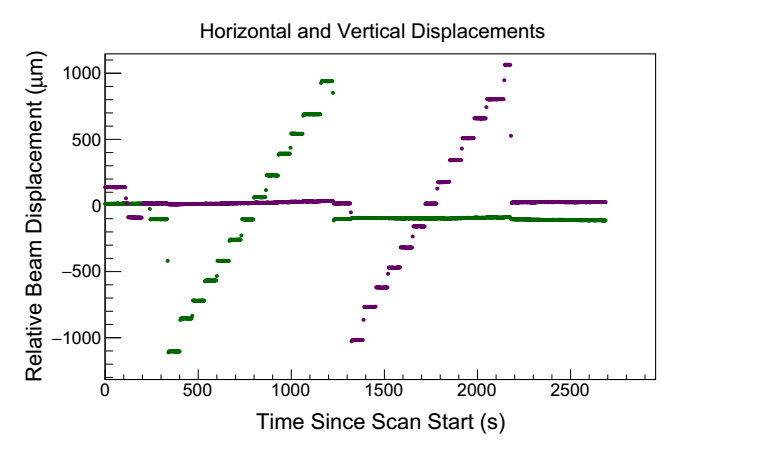 Horizontal and Vertical Displacements
Relative Beam Displacement (μm)
1000
500
0
−500
−1000
0 500 1000 1500 2000 2500
Time Since Scan Start (s)